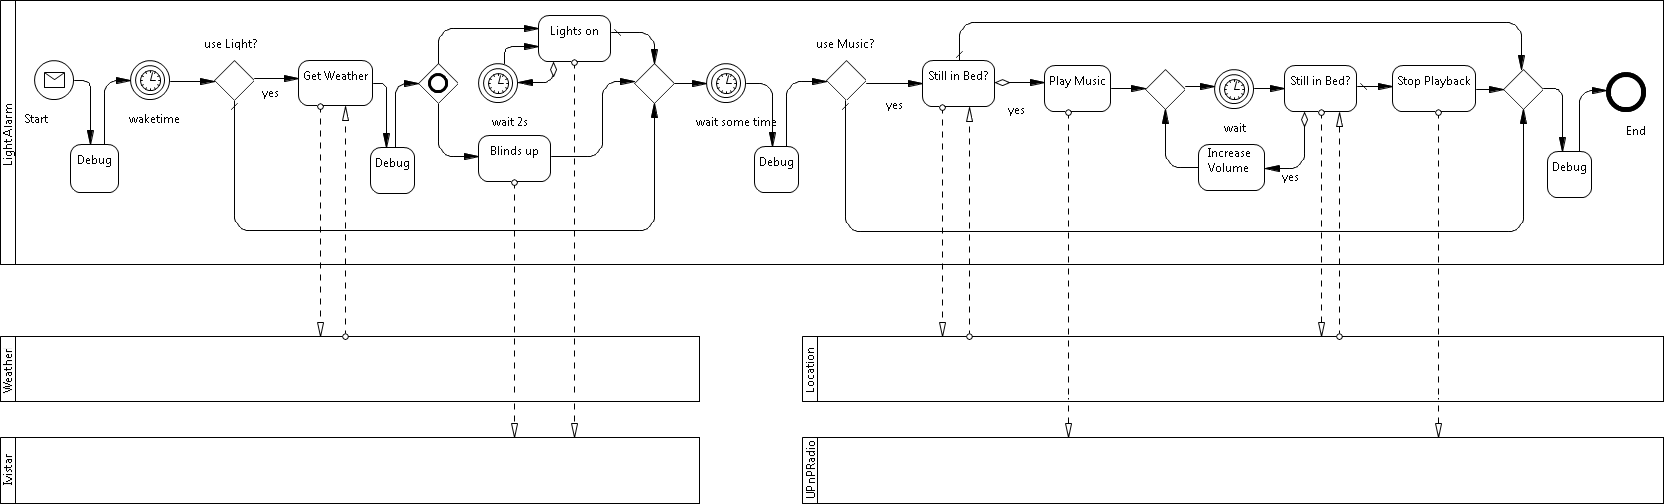 LightAlarm
Start
Debug
waketime
use Light?
yes
Get Weather
Debug
Lights on
wait 2s
Blinds up
wait some time
Debug
use Music?
yes
Still in Bed?
yes
Play Music
wait
Increase
Volume
yes
Still in Bed?
Stop Playback
Debug
End
Weather
Location
Ivistar
UPnPRadio